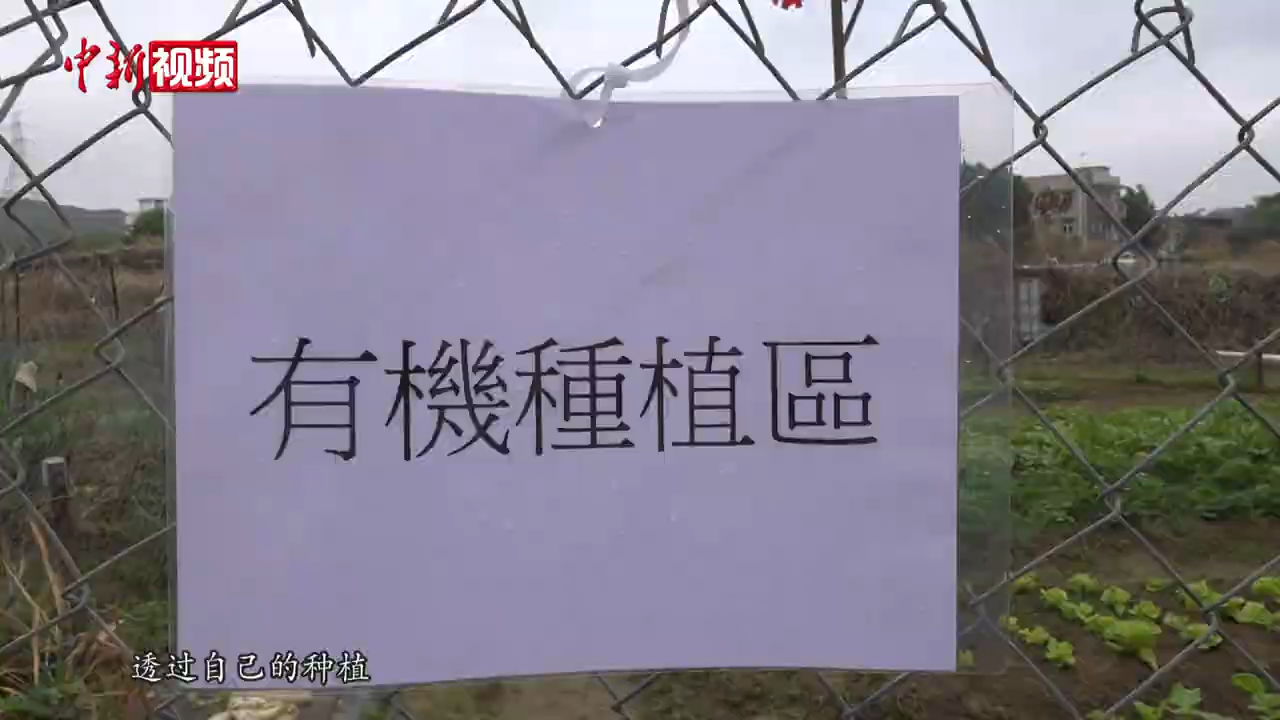 中新视频
有機種植區
透过自己的种植